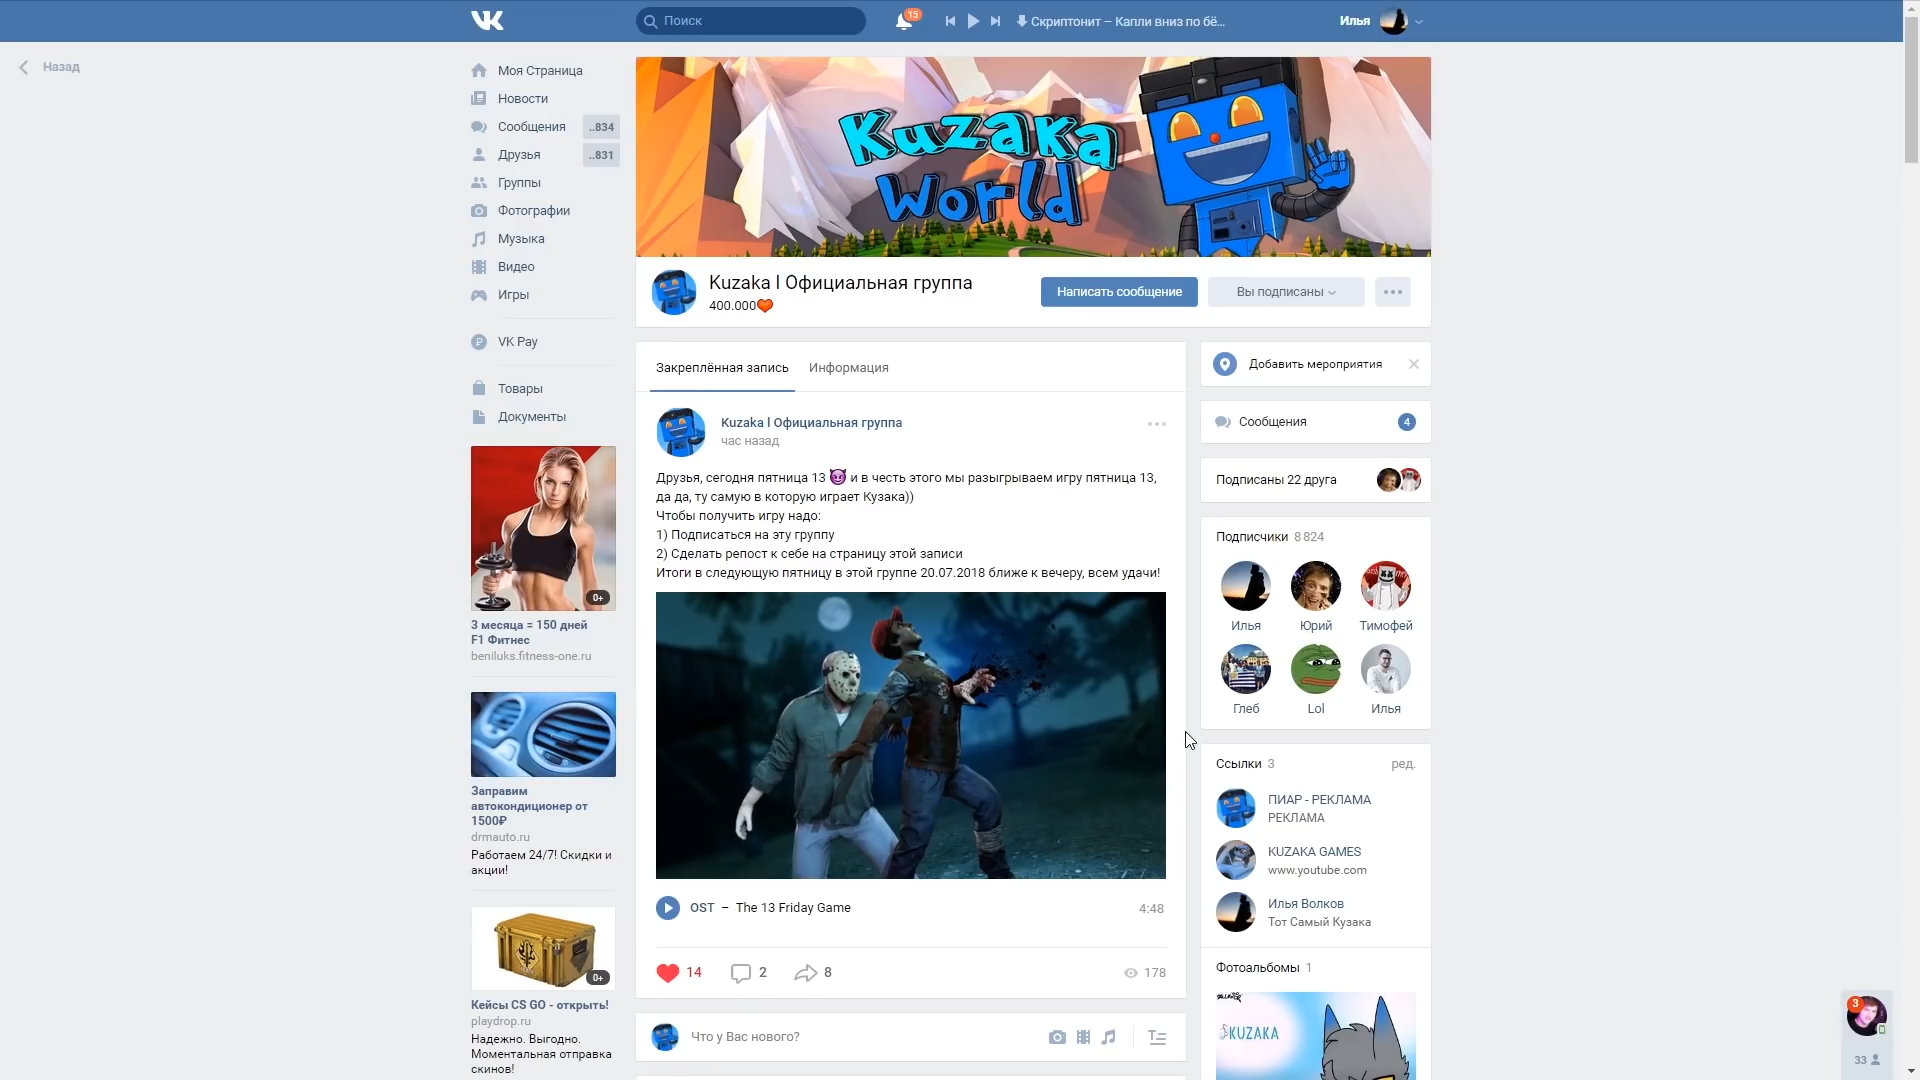 Поиск
15
Скриптонит – Капли вниз по бё...
Илья
Назад
Моя Страница
Новости
Сообщения
..834
Друзья
..831
Группы
Фотографии
Музыка
Видео
Игры
VK Pay
Товары
Документы
0+
3 месяца = 150 дней
F1 Фитнес
beniluks.fitness-one.ru
Заправим
автокондиционер от
1500₽
drmauto.ru
Работаем 24/7! Скидки и
акции!
0+
Кейсы CS GO - открыть!
playdrop.ru
Надежно. Выгодно.
Моментальная отправка
скинов!
Kuzaka
World
Kuzaka l Официальная группа
400.000
Написать сообщение
Вы подписаны
Закреплённая запись
Информация
Kuzaka l Официальная группа
час назад
Друзья, сегодня пятница 13 😈 и в честь этого мы разыгрываем игру пятница 13,
да да, ту самую в которую играет Кузака))
Чтобы получить игру надо:
1) Подписаться на эту группу
2) Сделать репост к себе на страницу этой записи
Итоги в следующую пятницу в этой группе 20.07.2018 ближе к вечеру, всем удачи!
OST – The 13 Friday Game
4:48
14
2
8
178
Что у Вас нового?
Добавить мероприятия
Сообщения
4
Подписаны 22 друга
Подписчики 8 824
Илья
Юрий
Тимофей
Глеб
Lol
Илья
Ссылки 3
ред.
ПИАР - РЕКЛАМА
РЕКЛАМА
KUZAKA GAMES
www.youtube.com
Илья Волков
Тот Самый Кузака
Фотоальбомы 1
KUZAKA
3
33